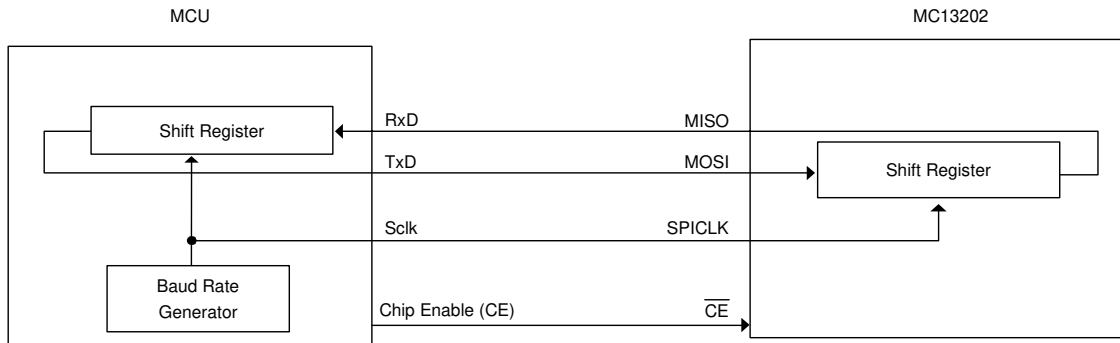 MCU
MC13202
Shift Register
RxD
MISO
TxD
MOSI
Shift Register
Sclk
SPICLK
Baud Rate
Generator
Chip Enable (CE)
CE